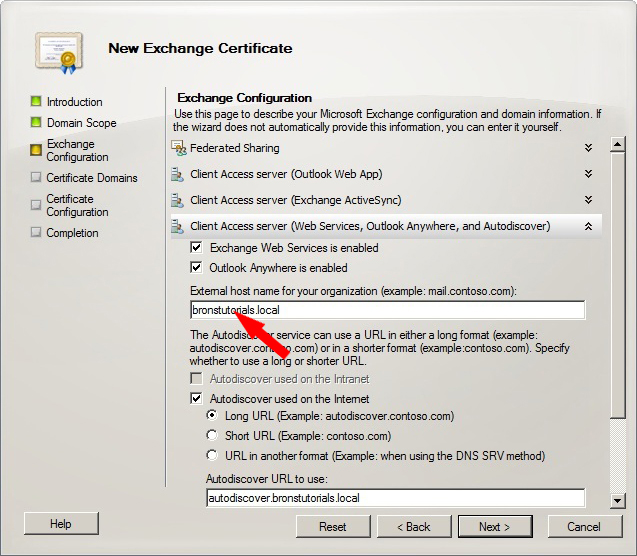 New Exchange Certificate
Introduction
Domain Scope
Exchange
Configuration
Certificate Domains
Certificate
Configuration
Completion
Exchange Configuration
Use this page to describe your Microsoft Exchange configuration and domain information. If
the wizard does not automatically provide this information, you can enter it yourself.
Federated Sharing
Client Access server (Outlook Web App)
Client Access server (Exchange ActiveSync)
Client Access server (Web Services, Outlook Anywhere, and Autodiscover)
Exchange Web Services is enabled
Outlook Anywhere is enabled
External host name for your organization (example: mail.contoso.com):
bronstutorials.local
The Autodiscover service can use a URL in either a long format (example:
autodiscover.contoso.com) or in a shorter format (example:contoso.com). Specify
whether to use a long or shorter URL.
Autodiscover used on the Intranet
Autodiscover used on the Internet
Long URL (Example: autodiscover.contoso.com)
Short URL (Example: contoso.com)
URL in another format (Example: when using the DNS SRV method)
Autodiscover URL to use:
autodiscover.bronstutorials.local
Help
Reset
< Back
Next >
Cancel